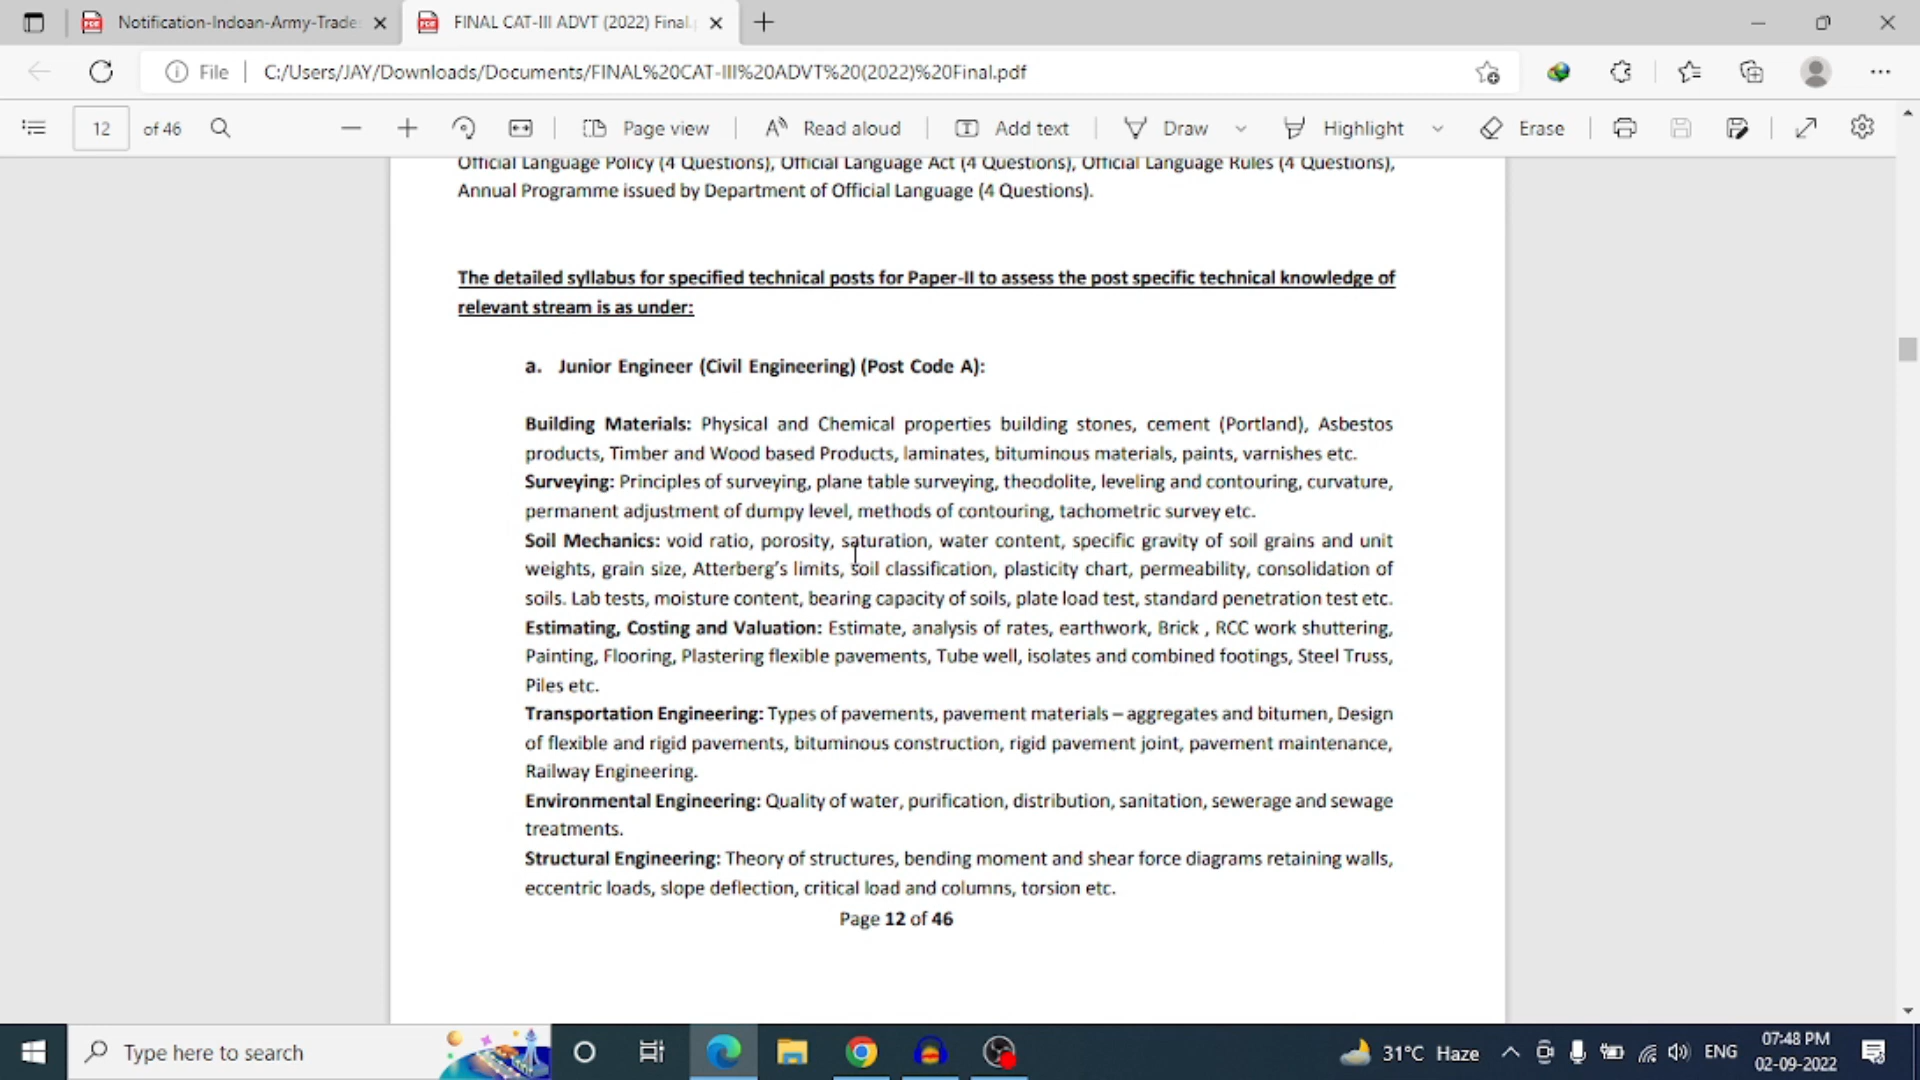 Notification-Indoan-Army-Trade
FINAL CAT-III ADVT (2022) Final.
File
C:/Users/JAY/Downloads/Documents/FINAL%20CAT-III%20ADVT%20(2022)%20Final.pdf
12 of 46
Page view
Read aloud
Add text
Draw
Highlight
Erase
Official Language Policy (4 Questions), Official Language Act (4 Questions), Official Language Rules (4 Questions),
Annual Programme issued by Department of Official Language (4 Questions).
The detailed syllabus for specified technical posts for Paper-II to assess the post specific technical knowledge of
relevant stream is as under:
a. Junior Engineer (Civil Engineering) (Post Code A):
Building Materials: Physical and Chemical properties building stones, cement (Portland), Asbestos
products, Timber and Wood based Products, laminates, bituminous materials, paints, varnishes etc.
Surveying: Principles of surveying, plane table surveying, theodolite, leveling and contouring, curvature,
permanent adjustment of dumpy level, methods of contouring, tachometric survey etc.
Soil Mechanics: void ratio, porosity, saturation, water content, specific gravity of soil grains and unit
weights, grain size, Atterberg's limits, soil classification, plasticity chart, permeability, consolidation of
soils. Lab tests, moisture content, bearing capacity of soils, plate load test, standard penetration test etc.
Estimating, Costing and Valuation: Estimate, analysis of rates, earthwork, Brick , RCC work shuttering,
Painting, Flooring, Plastering flexible pavements, Tube well, isolates and combined footings, Steel Truss,
Piles etc.
Transportation Engineering: Types of pavements, pavement materials – aggregates and bitumen, Design
of flexible and rigid pavements, bituminous construction, rigid pavement joint, pavement maintenance,
Railway Engineering.
Environmental Engineering: Quality of water, purification, distribution, sanitation, sewerage and sewage
treatments.
Structural Engineering: Theory of structures, bending moment and shear force diagrams retaining walls,
eccentric loads, slope deflection, critical load and columns, torsion etc.
Page 12 of 46
Type here to search
31°C Haze
ENG
07:48 PM
02-09-2022